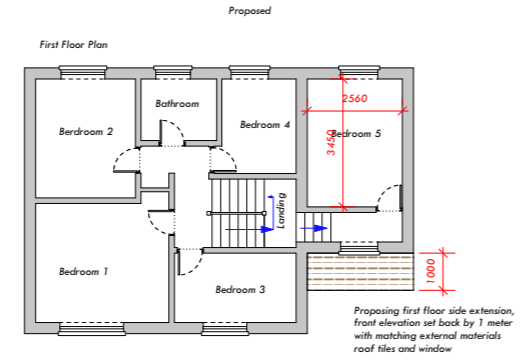 Proposed
First Floor Plan
Bathroom
2560
Bedroom 2
Bedroom 4
Bedroom 5
3450
Landing
Bedroom 1
Bedroom 3
1000
Proposing first floor side extension,
front elevation set back by 1 meter
with matching external materials
roof tiles and window